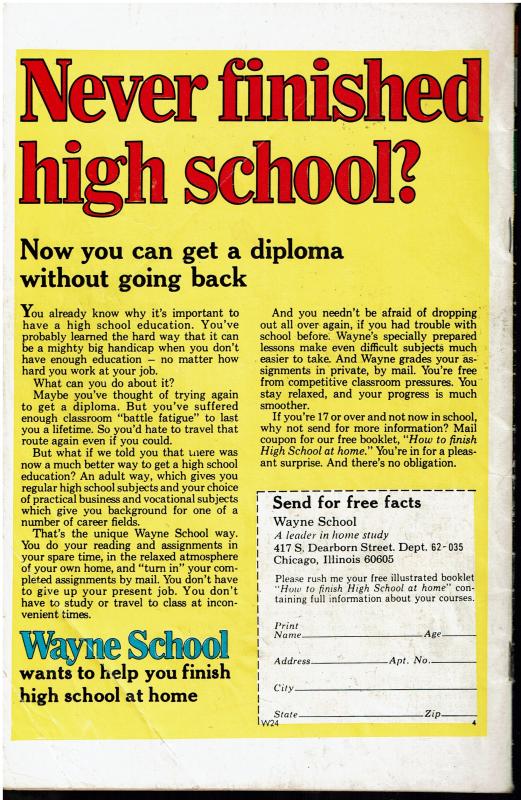 Never finished
high school?
Now you can get a diploma
without going back
You already know why it's important to
have a high school education. You've
probably learned the hard way that it can
be a mighty big handicap when you don't
have enough education – no matter how
hard you work at your job.
What can you do about it?
Maybe you've thought of trying again
to get a diploma. But you've suffered
enough classroom "battle fatigue" to last
you a lifetime. So you'd hate to travel that
route again even if you could.
But what if we told you that there was
now a much better way to get a high school
education? An adult way, which gives you
regular high school subjects and your choice
of practical business and vocational subjects
which give you background for one of a
number of career fields.
That's the unique Wayne School way.
You do your reading and assignments in
your spare time, in the relaxed atmosphere
of your own home, and "turn in" your com-
pleted assignments by mail. You don't have
to give up your present job. You don't
have to study or travel to class at incon-
venient times.
Wayne School
wants to help you finish
high school at home
And you needn't be afraid of dropping
out all over again, if you had trouble with
school before. Wayne's specially prepared
lessons make even difficult subjects much
easier to take. And Wayne grades your as-
signments in private, by mail. You're free
from competitive classroom pressures. You
stay relaxed, and your progress is much
smoother.
If you're 17 or over and not now in school,
why not send for more information? Mail
coupon for our free booklet, "How to finish
High School at home." You're in for a pleas-
ant surprise. And there's no obligation.
Send for free facts
Wayne School
A leader in home study
417 S. Dearborn Street. Dept. 62-035
Chicago, Illinois 60605
Please rush me your free illustrated booklet
"How to finish High School at home" con-
taining full information about your courses.
Print
Name Age
Address Apt. No.
City
State Zip
W24 4